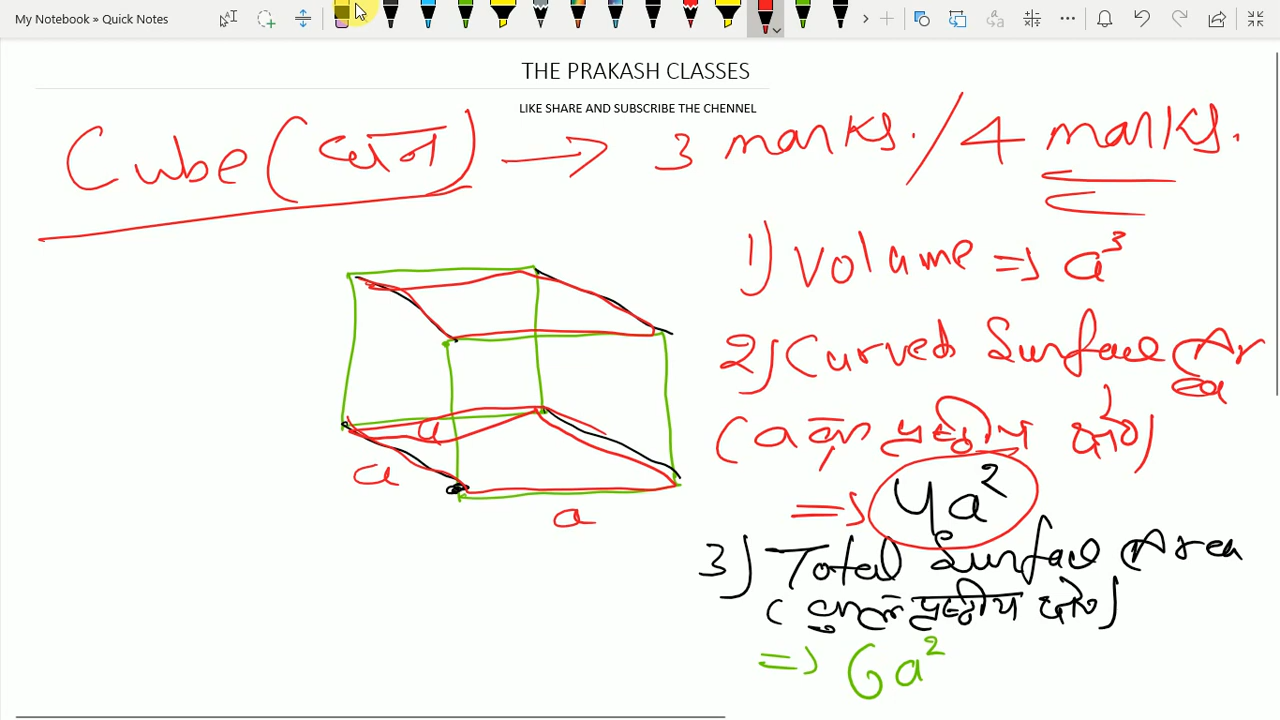 My Notebook » Quick Notes
THE PRAKASH CLASSES
LIKE SHARE AND SUBSCRIBE THE CHENNEL
Cube (घन) → 3 marks. / 4 marks.
1) Volume => a³
2) Curved Surface Area
(वक्र पृष्ठीय क्षेत्र)
=> 4a²
3) Total Surface Area
(पृष्ठीय क्षेत्र)
=> 6a²
a
a
a